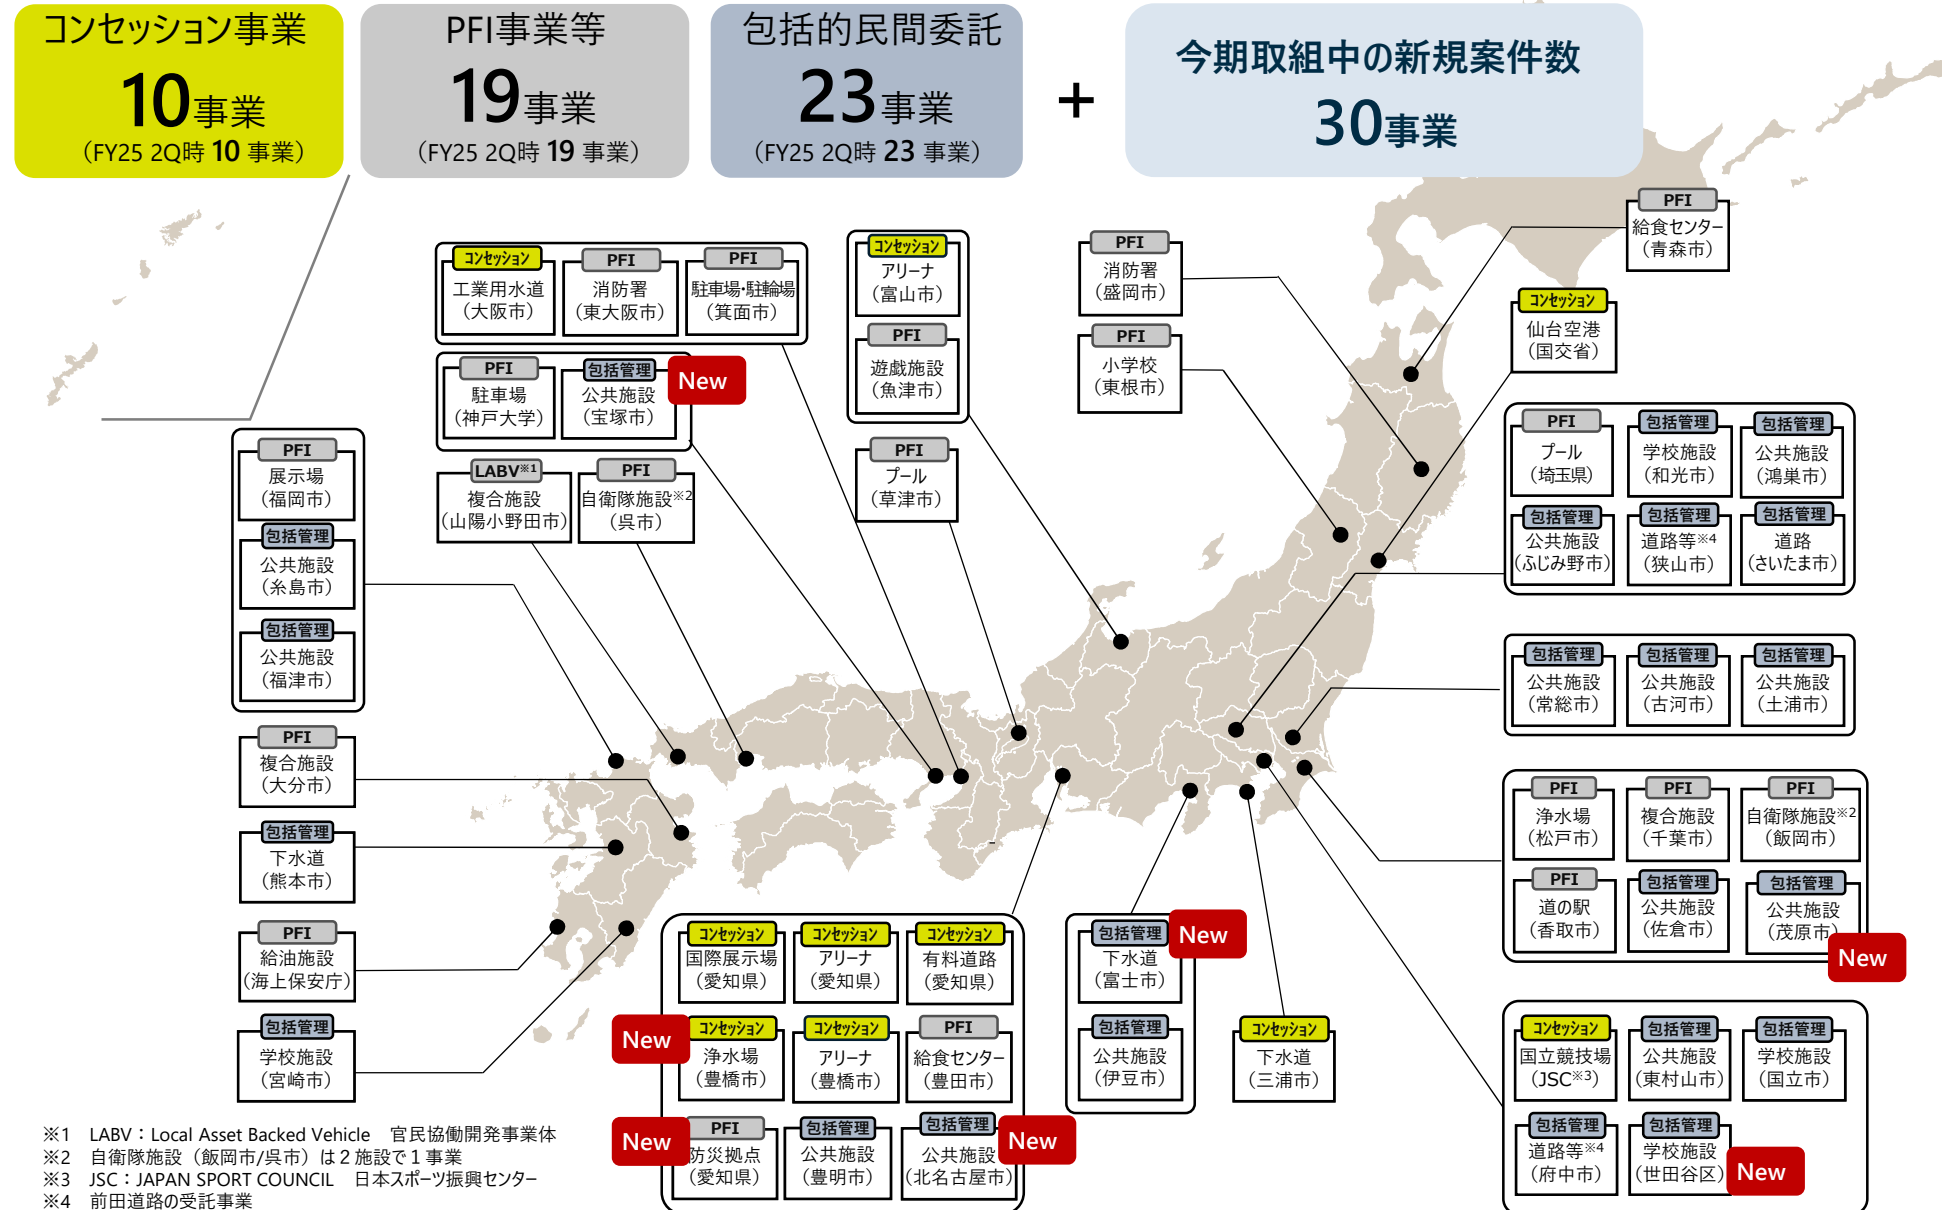 コンセッション事業
10事業
（FY25 2Q時 10 事業）
PFI事業等
19事業
（FY25 2Q時 19 事業）
包括的民間委託
23事業
（FY25 2Q時 23 事業）
+
今期取組中の新規案件数
30事業
コンセッション
工業用水道
（大阪市）
PFI
消防署
（東大阪市）
PFI
駐車場・駐輪場
（箕面市）
PFI
駐車場
（神戸大学）
包括管理
公共施設
（宝塚市）
New
LABV※1
複合施設
（山陽小野田市）
PFI
自衛隊施設※2
（呉市）
コンセッション
アリーナ
（富山市）
PFI
遊戯施設
（魚津市）
PFI
プール
（草津市）
PFI
消防署
（盛岡市）
PFI
小学校
（東根市）
PFI
給食センター
（青森市）
コンセッション
仙台空港
（国交省）
PFI
プール
（埼玉県）
包括管理
学校施設
（和光市）
包括管理
公共施設
（鴻巣市）
包括管理
公共施設
（ふじみ野市）
包括管理
道路等※4
（狭山市）
包括管理
道路
（さいたま市）
包括管理
公共施設
（常総市）
包括管理
公共施設
（古河市）
包括管理
公共施設
（土浦市）
PFI
浄水場
（松戸市）
PFI
複合施設
（千葉市）
PFI
自衛隊施設※2
（飯岡市）
PFI
道の駅
（香取市）
包括管理
公共施設
（佐倉市）
包括管理
公共施設
（茂原市）
New
コンセッション
国立競技場
（JSC※3）
包括管理
公共施設
（東村山市）
包括管理
学校施設
（国立市）
包括管理
道路等※4
（府中市）
包括管理
学校施設
（世田谷区）
New
PFI
展示場
（福岡市）
包括管理
公共施設
（糸島市）
包括管理
公共施設
（福津市）
PFI
複合施設
（大分市）
包括管理
下水道
（熊本市）
PFI
給油施設
（海上保安庁）
包括管理
学校施設
（宮崎市）
コンセッション
国際展示場
（愛知県）
コンセッション
アリーナ
（愛知県）
コンセッション
有料道路
（愛知県）
New
コンセッション
浄水場
（豊橋市）
コンセッション
アリーナ
（豊橋市）
PFI
給食センター
（豊田市）
New
PFI
防災拠点
（愛知県）
包括管理
公共施設
（豊明市）
包括管理
公共施設
（北名古屋市）
New
包括管理
下水道
（富士市）
New
包括管理
公共施設
（伊豆市）
コンセッション
下水道
（三浦市）
※1　LABV：Local Asset Backed Vehicle　官民協働開発事業体
※2　自衛隊施設（飯岡市/呉市）は２施設で１事業
※3　JSC：JAPAN SPORT COUNCIL　日本スポーツ振興センター
※4　前田道路の受託事業